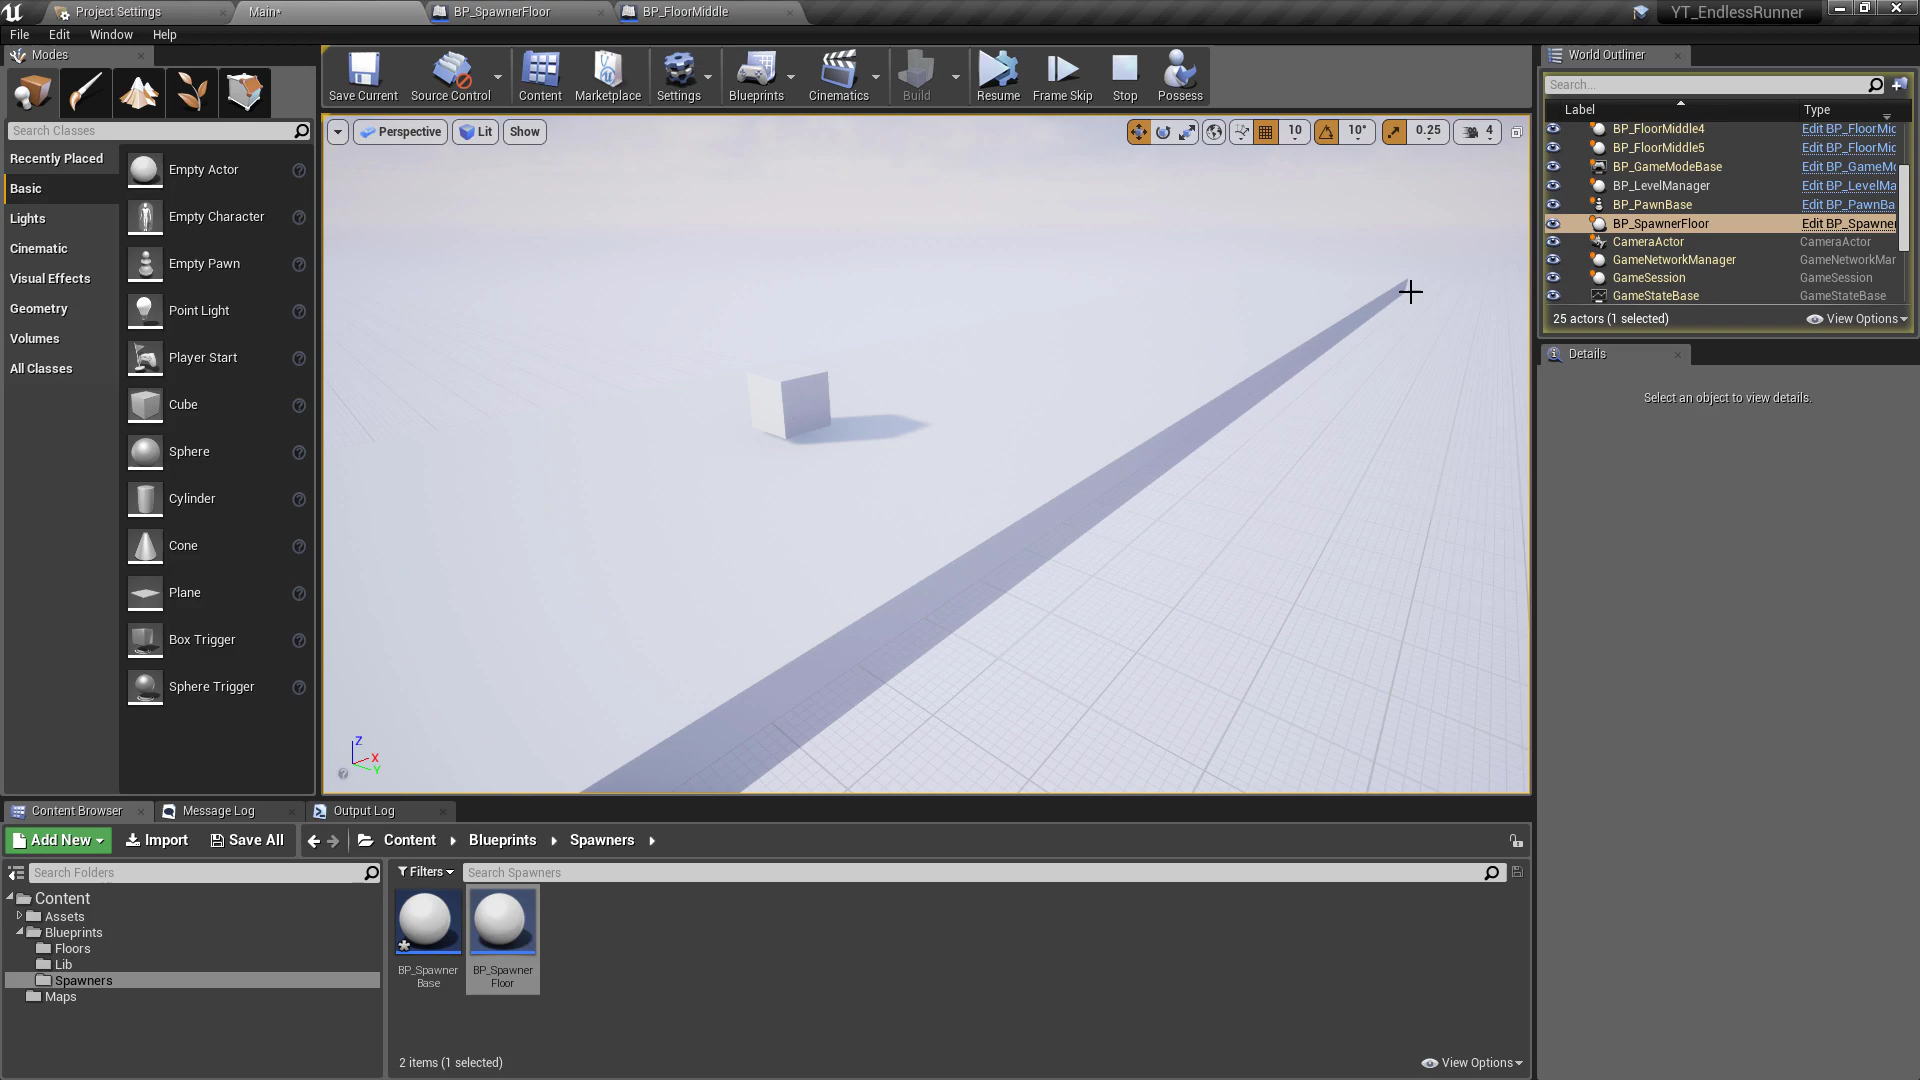 Project Settings
Main*
BP_SpawnerFloor
BP_FloorMiddle
YT_EndlessRunner
File Edit Window Help
Modes
Save Current
Source Control
Content
Marketplace
Settings
Blueprints
Cinematics
Build
Resume
Frame Skip
Stop
Possess
World Outliner
Search...
Label
Type
Search Classes
Recently Placed
Basic
Lights
Cinematic
Visual Effects
Geometry
Volumes
All Classes
Empty Actor
Empty Character
Empty Pawn
Point Light
Player Start
Cube
Sphere
Cylinder
Cone
Plane
Box Trigger
Sphere Trigger
Perspective
Lit
Show
10
10°
0.25
4
Z
X
Y
BP_FloorMiddle4 Edit BP_FloorMid
BP_FloorMiddle5 Edit BP_FloorMid
BP_GameModeBase Edit BP_GameMo
BP_LevelManager Edit BP_LevelMa
BP_PawnBase Edit BP_PawnBa
BP_SpawnerFloor Edit BP_Spawner
CameraActor CameraActor
GameNetworkManager GameNetworkMar
GameSession GameSession
GameStateBase GameStateBase
25 actors (1 selected)
View Options
Details
Select an object to view details.
Content Browser
Message Log
Output Log
Add New
Import
Save All
Content
Blueprints
Spawners
Search Folders
Filters
Search Spawners
Content
Assets
Blueprints
Floors
Lib
Spawners
Maps
BP_Spawner
Base
BP_Spawner
Floor
2 items (1 selected)
View Options